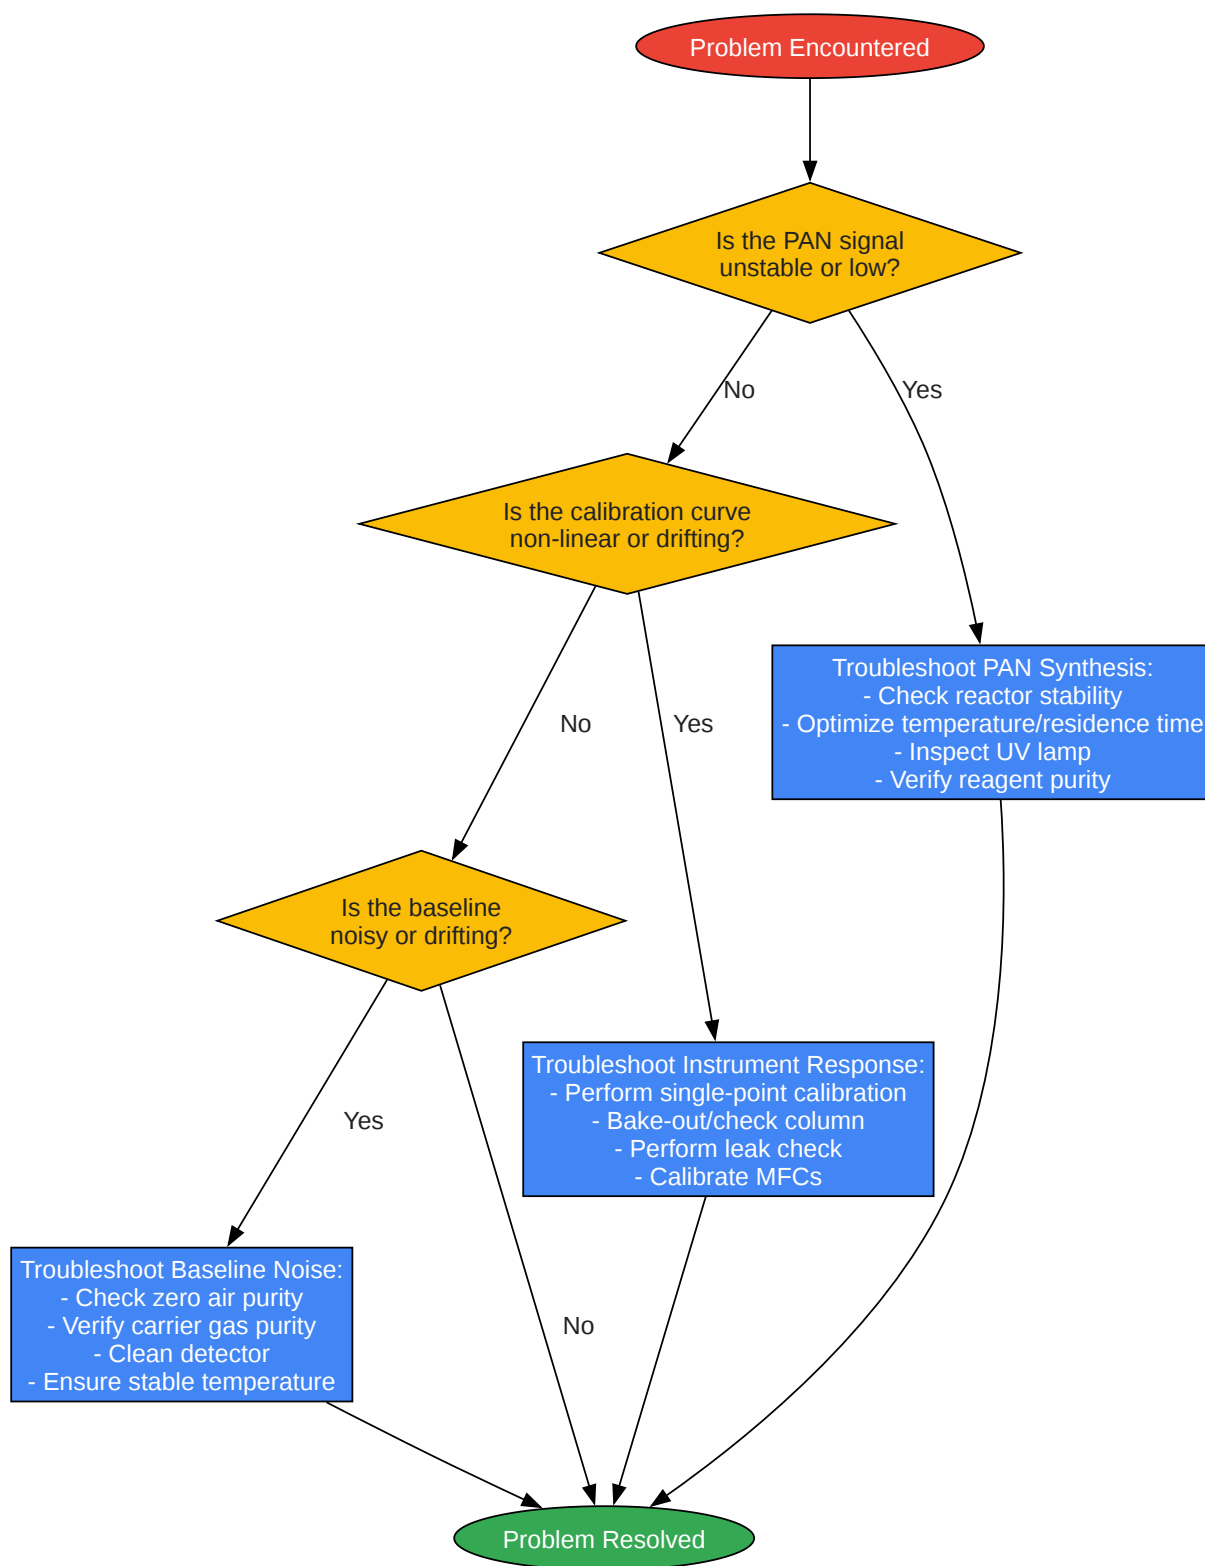 Problem Encountered
Is the PAN signal
unstable or low?
No
Yes
Is the calibration curve
non-linear or drifting?
No
Yes
Troubleshoot PAN Synthesis:
- Check reactor stability
- Optimize temperature/residence time
- Inspect UV lamp
- Verify reagent purity
Is the baseline
noisy or drifting?
Yes
No
Troubleshoot Instrument Response:
- Perform single-point calibration
- Bake-out/check column
- Perform leak check
- Calibrate MFCs
Troubleshoot Baseline Noise:
- Check zero air purity
- Verify carrier gas purity
- Clean detector
- Ensure stable temperature
Problem Resolved